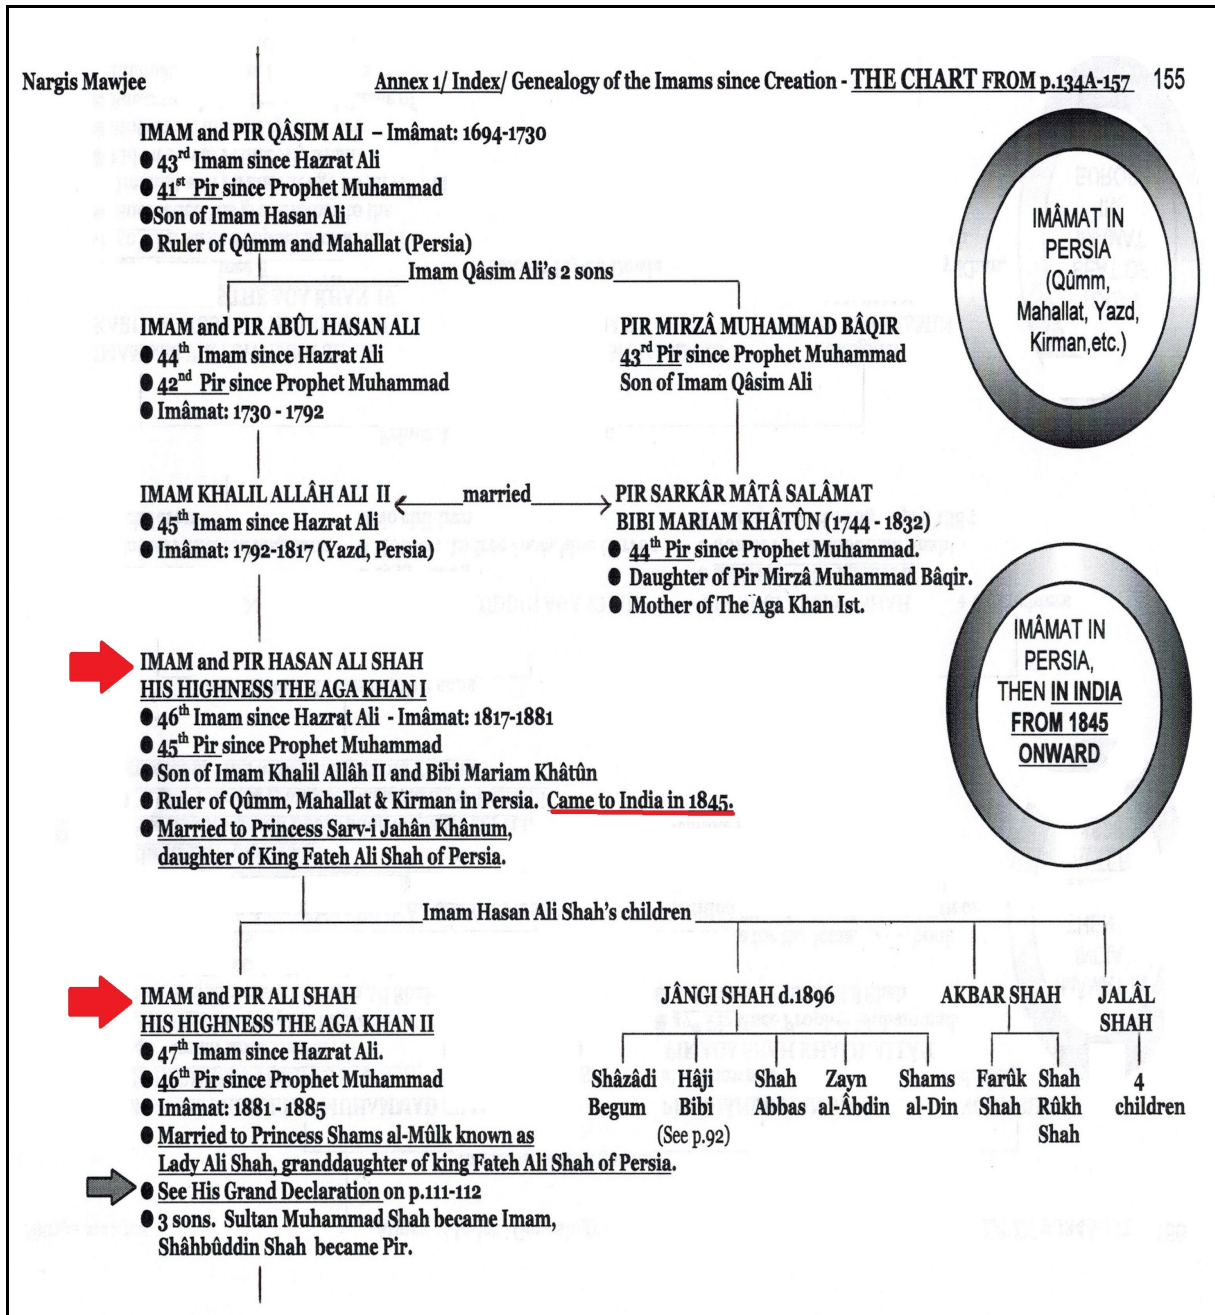 Nargis Mawjee
Annex 1/ Index/ Genealogy of the Imams since Creation - THE CHART FROM p.134A-157 155
IMAM and PIR QÂSIM ALI – Imâmat: 1694-1730
● 43rd Imam since Hazrat Ali
● 41st Pir since Prophet Muhammad
●Son of Imam Hasan Ali
● Ruler of Qûmm and Mahallat (Persia)
IMÂMAT IN
PERSIA
(Qûmm,
Mahallat, Yazd,
Kirman,etc.)
Imam Qâsim Ali's 2 sons
IMAM and PIR ABÛL HASAN ALI
● 44th Imam since Hazrat Ali
● 42nd Pir since Prophet Muhammad
● Imâmat: 1730 - 1792
PIR MIRZÂ MUHAMMAD BÂQIR
43rd Pir since Prophet Muhammad
Son of Imam Qâsim Ali
IMAM KHALIL ALLÂH ALI II
● 45th Imam since Hazrat Ali
● Imâmat: 1792-1817 (Yazd, Persia)
married
PIR SARKÂR MÂTÂ SALÂMAT
BIBI MARIAM KHÂTÛN (1744 - 1832)
● 44th Pir since Prophet Muhammad.
● Daughter of Pir Mirzâ Muhammad Bâqir.
● Mother of The Aga Khan Ist.
IMÂMAT IN
PERSIA,
THEN IN INDIA
FROM 1845
ONWARD
IMAM and PIR HASAN ALI SHAH
HIS HIGHNESS THE AGA KHAN I
● 46th Imam since Hazrat Ali - Imâmat: 1817-1881
● 45th Pir since Prophet Muhammad
● Son of Imam Khalil Allâh II and Bibi Mariam Khâtûn
● Ruler of Qûmm, Mahallat & Kirman in Persia. Came to India in 1845.
● Married to Princess Sarv-i Jahân Khânum,
daughter of King Fateh Ali Shah of Persia.
Imam Hasan Ali Shah's children
IMAM and PIR ALI SHAH
HIS HIGHNESS THE AGA KHAN II
● 47th Imam since Hazrat Ali.
● 46th Pir since Prophet Muhammad
● Imâmat: 1881 - 1885
● Married to Princess Shams al-Mûlk known as
Lady Ali Shah, granddaughter of king Fateh Ali Shah of Persia.
● See His Grand Declaration on p.111-112
● 3 sons. Sultan Muhammad Shah became Imam,
Shâhbûddin Shah became Pir.
JÂNGI SHAH d.1896
AKBAR SHAH
JALÂL
SHAH
Shàzâdi
Begum
Hâji
Bibi
(See p.92)
Shah
Abbas
Zayn
al-Âbdin
Shams
al-Din
Farûk
Shah
Shah
Rûkh
Shah
4
children